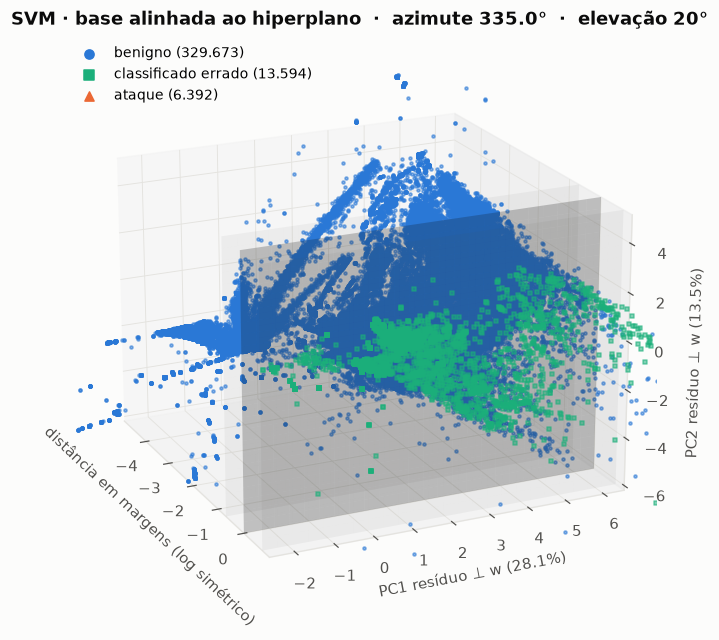 SVM · base alinhada ao hiperplano · azimute 335.0° · elevação 20°
benigno (329.673)
classificado errado (13.594)
ataque (6.392)
4
2
0
−2
−4
−6
PC2 resíduo ⊥ w (13.5%)
−4
−3
−2
−1
0
distância em margens (log simétrico)
−2
−1
0
1
2
3
4
5
6
PC1 resíduo ⊥ w (28.1%)